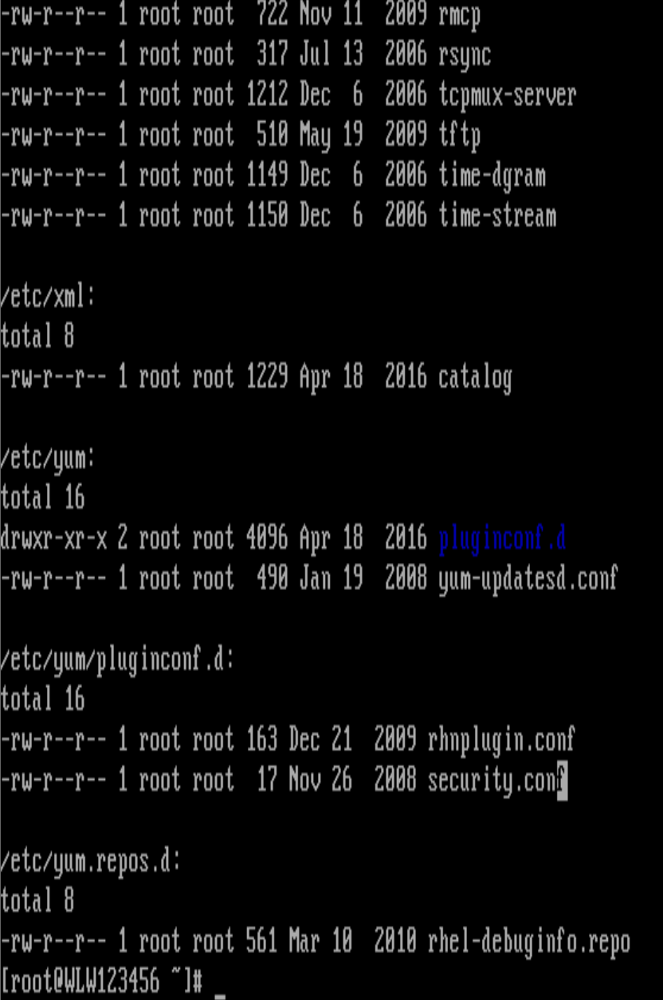 -rw-r--r-- 1 root root  722 Nov 11  2009 rmcp
-rw-r--r-- 1 root root  317 Jul 13  2006 rsync
-rw-r--r-- 1 root root 1212 Dec  6  2006 tcpmux-server
-rw-r--r-- 1 root root  510 May 19  2009 tftp
-rw-r--r-- 1 root root 1149 Dec  6  2006 time-dgram
-rw-r--r-- 1 root root 1150 Dec  6  2006 time-stream
/etc/xml:
total 8
-rw-r--r-- 1 root root 1229 Apr 18  2016 catalog
/etc/yum:
total 16
drwxr-xr-x 2 root root 4096 Apr 18  2016 pluginconf.d
-rw-r--r-- 1 root root  490 Jan 19  2008 yum-updatesd.conf
/etc/yum/pluginconf.d:
total 16
-rw-r--r-- 1 root root 163 Dec 21  2009 rhnplugin.conf
-rw-r--r-- 1 root root  17 Nov 26  2008 security.conf
/etc/yum.repos.d:
total 8
-rw-r--r-- 1 root root 561 Mar 10  2010 rhel-debuginfo.repo
[root@WLW123456 ~]# _